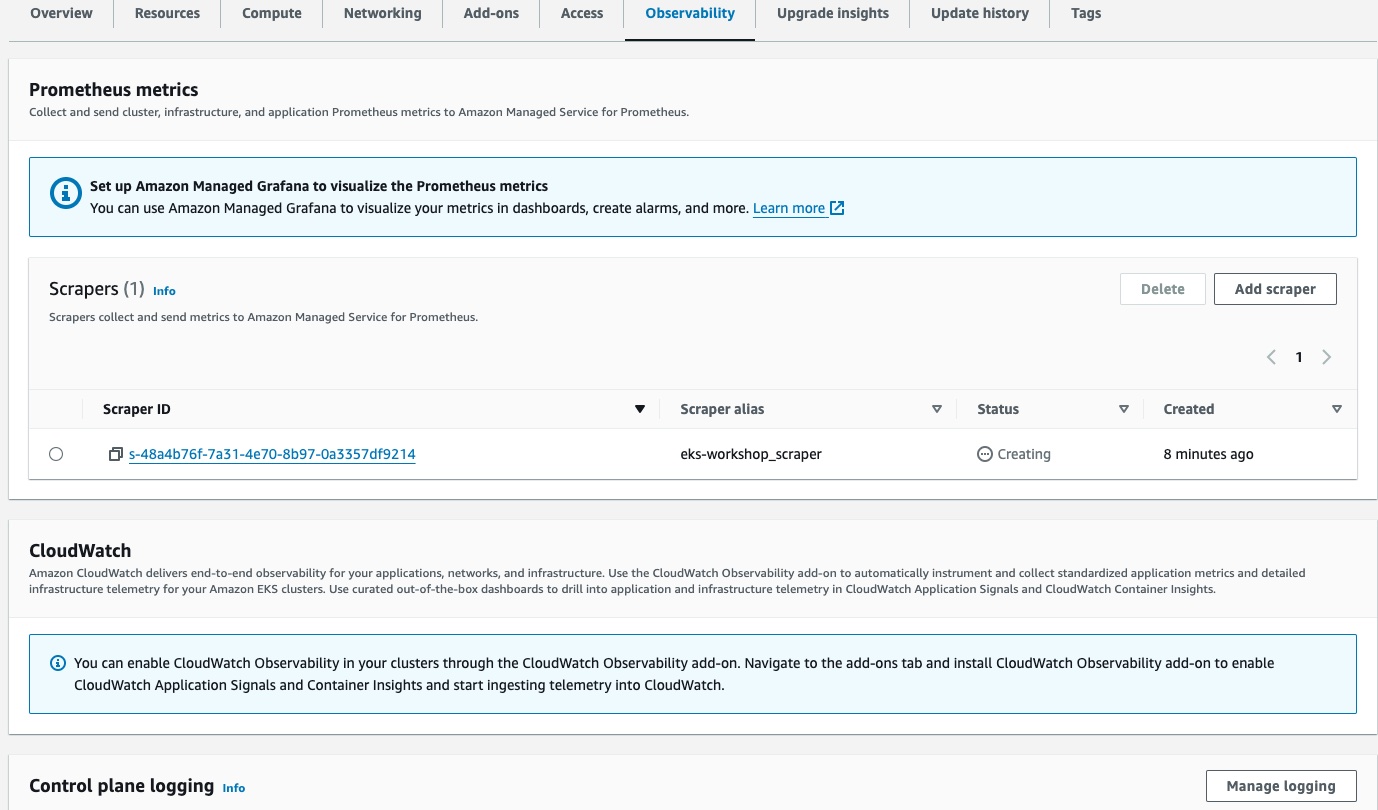 Overview Resources Compute Networking Add-ons Access Observability Upgrade insights Update history Tags
Prometheus metrics
Collect and send cluster, infrastructure, and application Prometheus metrics to Amazon Managed Service for Prometheus.
Set up Amazon Managed Grafana to visualize the Prometheus metrics
You can use Amazon Managed Grafana to visualize your metrics in dashboards, create alarms, and more. Learn more
Scrapers (1) Info Delete Add scraper
Scrapers collect and send metrics to Amazon Managed Service for Prometheus.
1
Scraper ID Scraper alias Status Created
s-48a4b76f-7a31-4e70-8b97-0a3357df9214 eks-workshop_scraper Creating 8 minutes ago
CloudWatch
Amazon CloudWatch delivers end-to-end observability for your applications, networks, and infrastructure. Use the CloudWatch Observability add-on to automatically instrument and collect standardized application metrics and detailed
infrastructure telemetry for your Amazon EKS clusters. Use curated out-of-the-box dashboards to drill into application and infrastructure telemetry in CloudWatch Application Signals and CloudWatch Container Insights.
You can enable CloudWatch Observability in your clusters through the CloudWatch Observability add-on. Navigate to the add-ons tab and install CloudWatch Observability add-on to enable
CloudWatch Application Signals and Container Insights and start ingesting telemetry into CloudWatch.
Control plane logging Info Manage logging